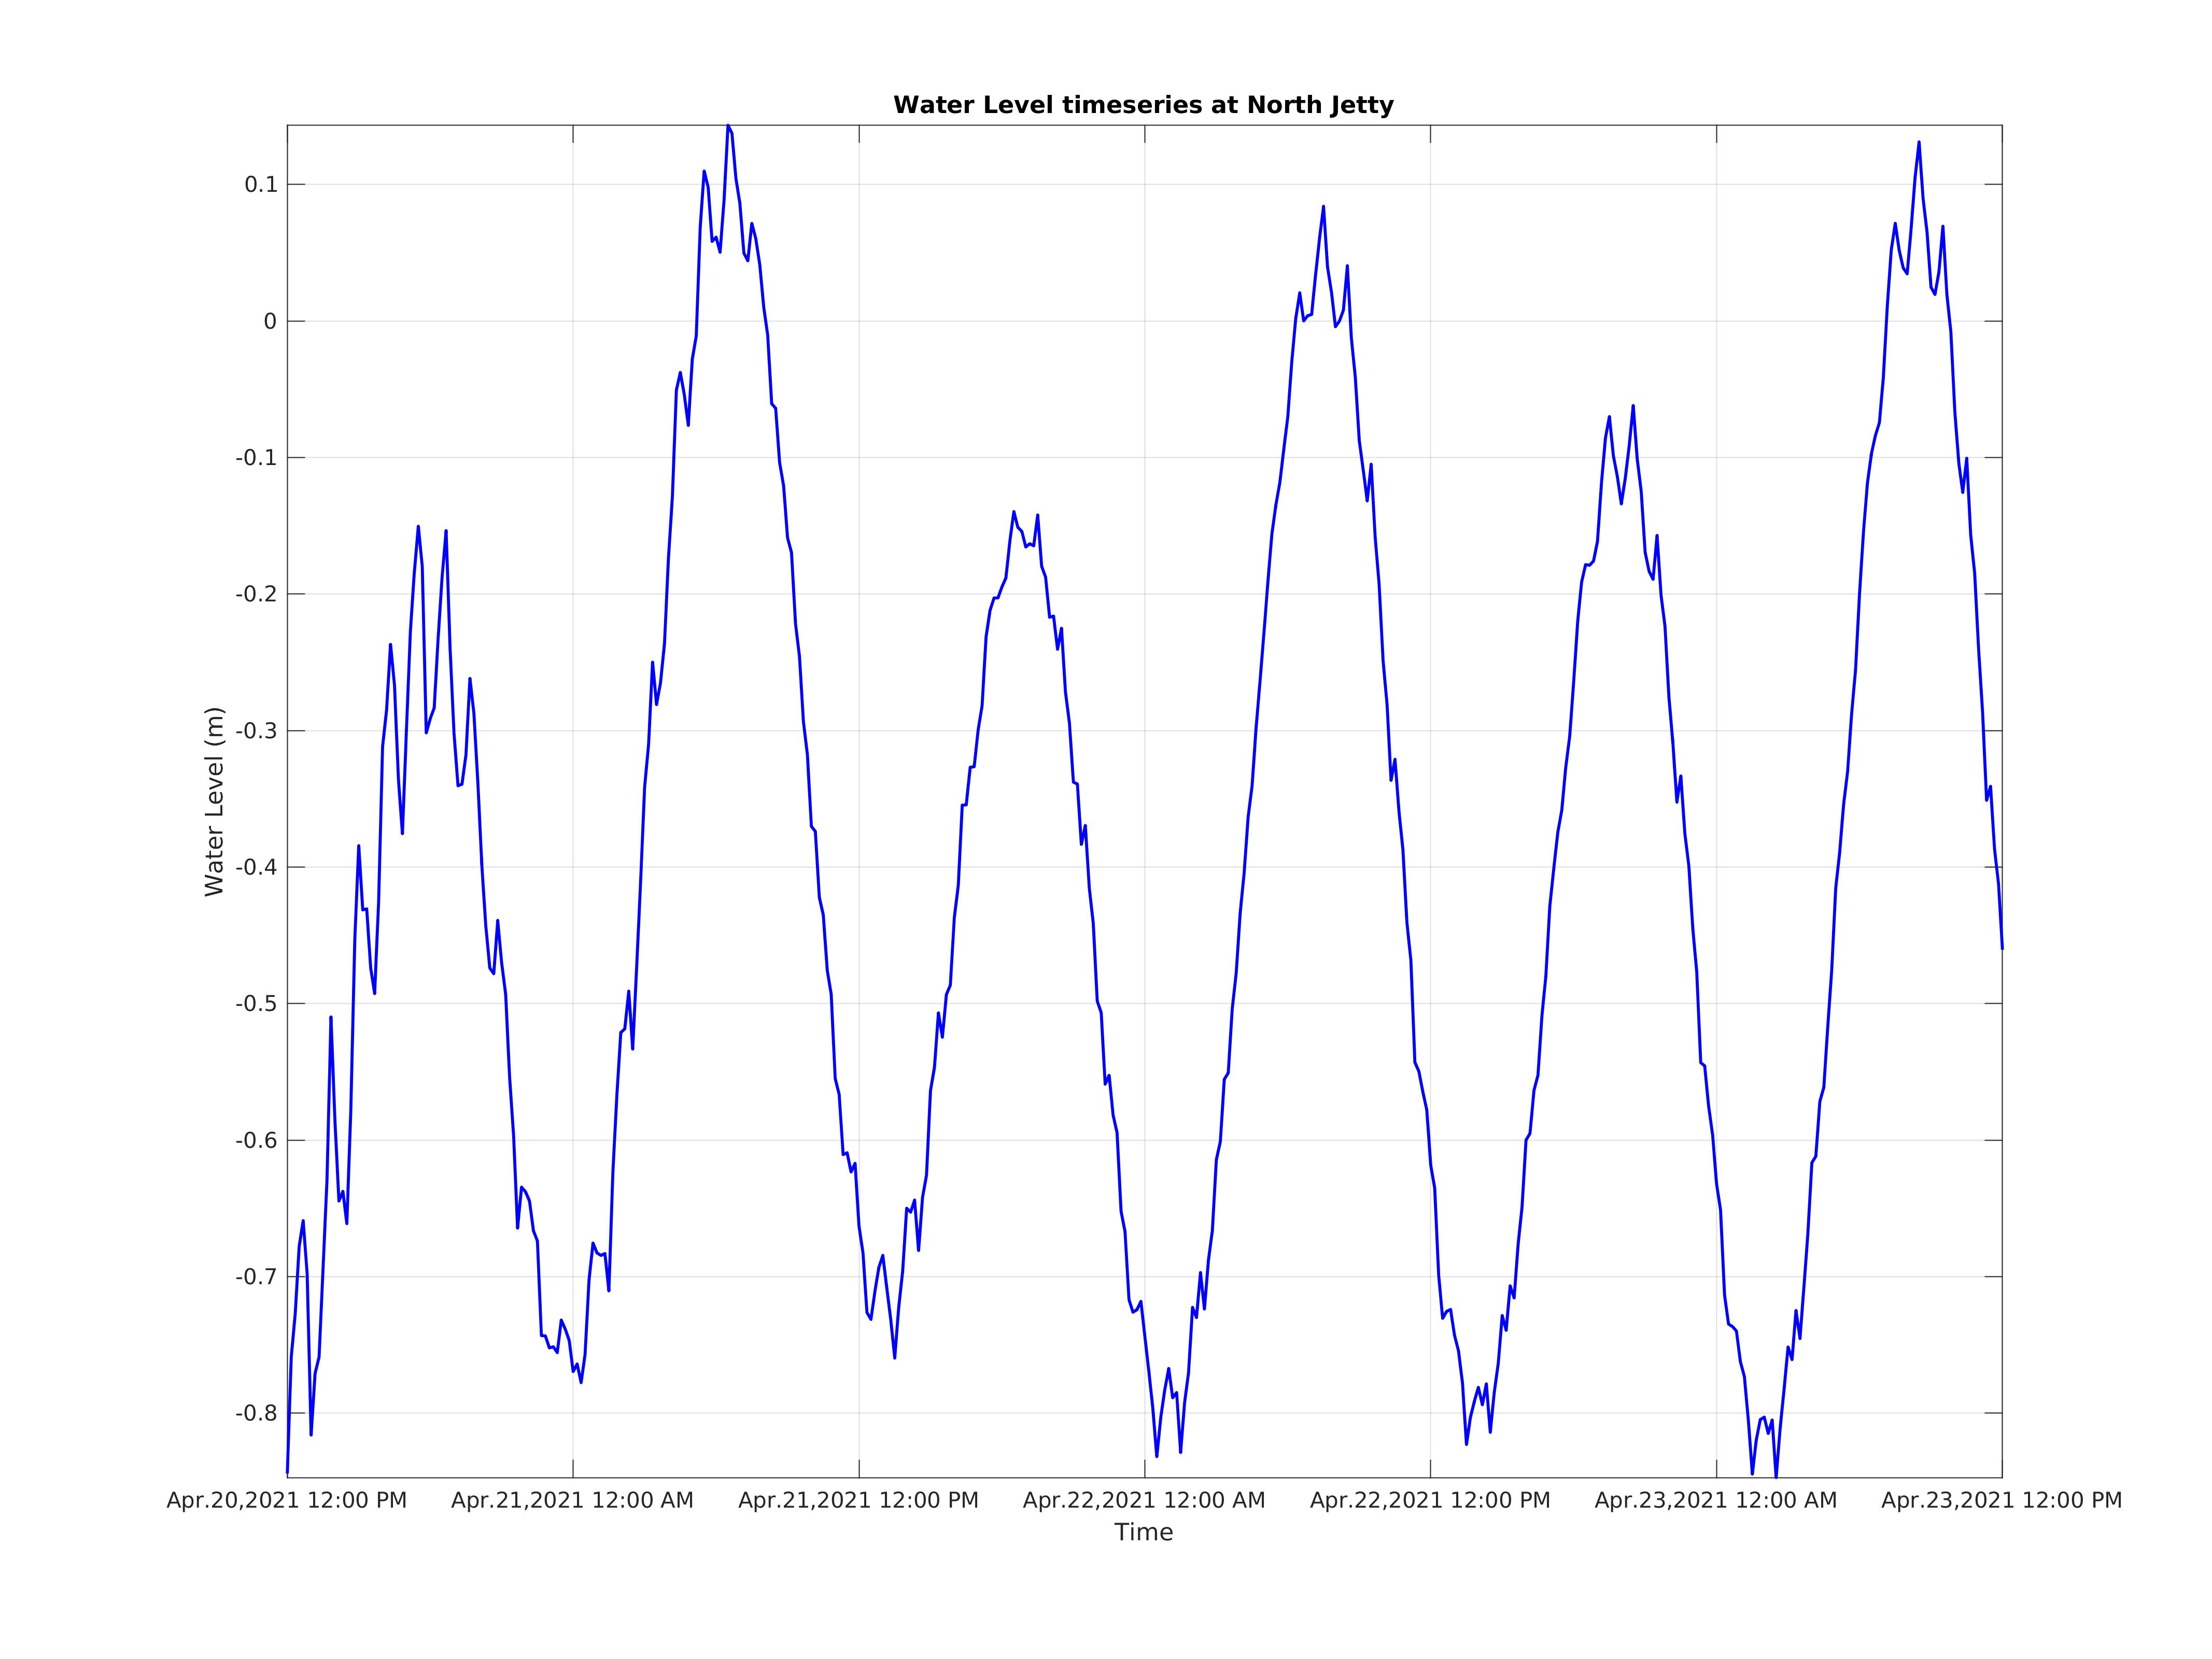 Water Level timeseries at North Jetty
0.1
0
-0.1
-0.2
-0.3
-0.4
-0.5
-0.6
-0.7
-0.8
Water Level (m)
Apr.20,2021 12:00 PM Apr.21,2021 12:00 AM Apr.21,2021 12:00 PM Apr.22,2021 12:00 AM Apr.22,2021 12:00 PM Apr.23,2021 12:00 AM Apr.23,2021 12:00 PM
Time